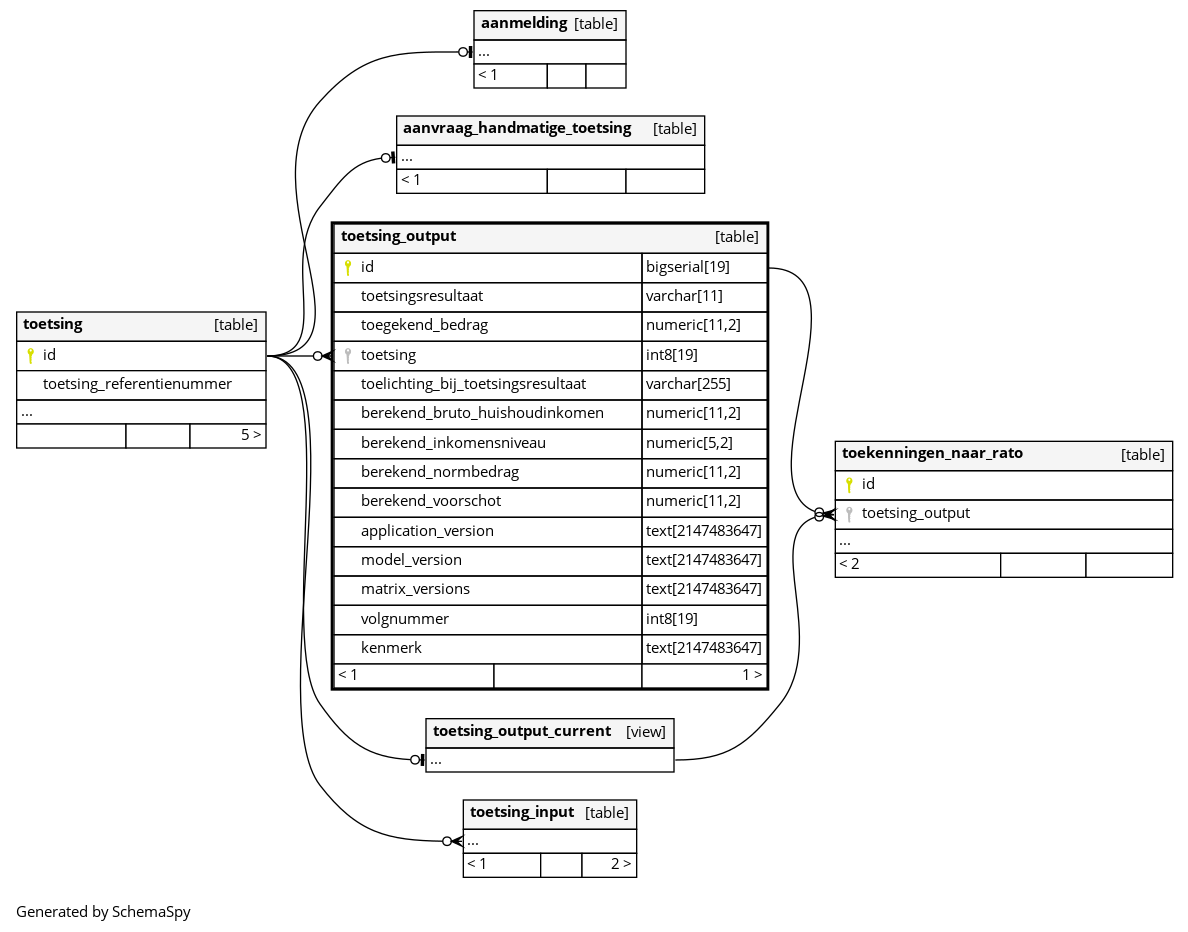 aanmelding [table]
...
< 1
aanvraag_handmatige_toetsing [table]
...
< 1
toetsing_output [table]
id bigserial[19]
toetsingsresultaat varchar[11]
toegekend_bedrag numeric[11,2]
toetsing int8[19]
toelichting_bij_toetsingsresultaat varchar[255]
berekend_bruto_huishoudinkomen numeric[11,2]
berekend_inkomensniveau numeric[5,2]
berekend_normbedrag numeric[11,2]
berekend_voorschot numeric[11,2]
application_version text[2147483647]
model_version text[2147483647]
matrix_versions text[2147483647]
volgnummer int8[19]
kenmerk text[2147483647]
< 1 1 >
toetsing [table]
id
toetsing_referentienummer
...
5 >
toekenningen_naar_rato [table]
id
toetsing_output
...
< 2
toetsing_output_current [view]
...
toetsing_input [table]
...
< 1 2 >
Generated by SchemaSpy